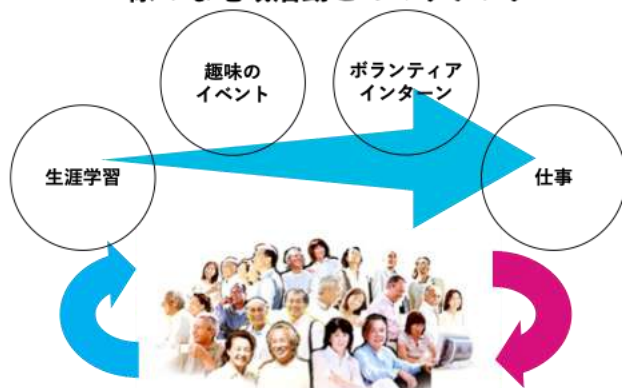 趣味の
イベント
ボランティア
インターン
生涯学習
仕事